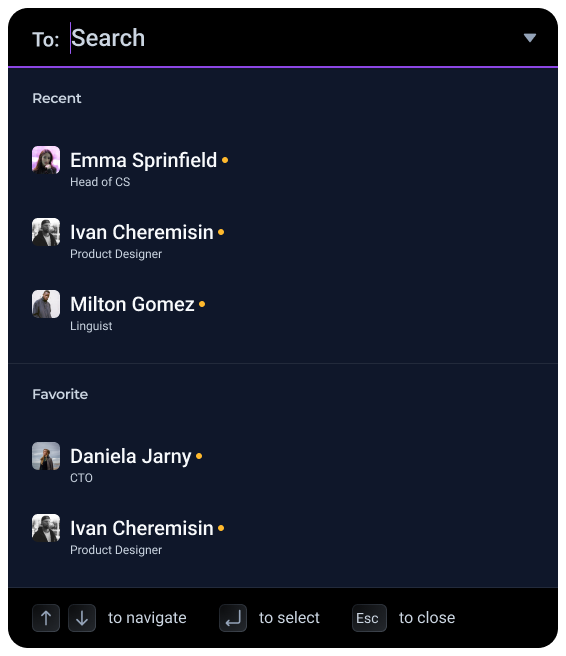 To: Search
Recent
Emma Sprinfield
Head of CS
Ivan Cheremisin
Product Designer
Milton Gomez
Linguist
Favorite
Daniela Jarny
CTO
Ivan Cheremisin
Product Designer
↑ ↓ to navigate ↵ to select Esc to close